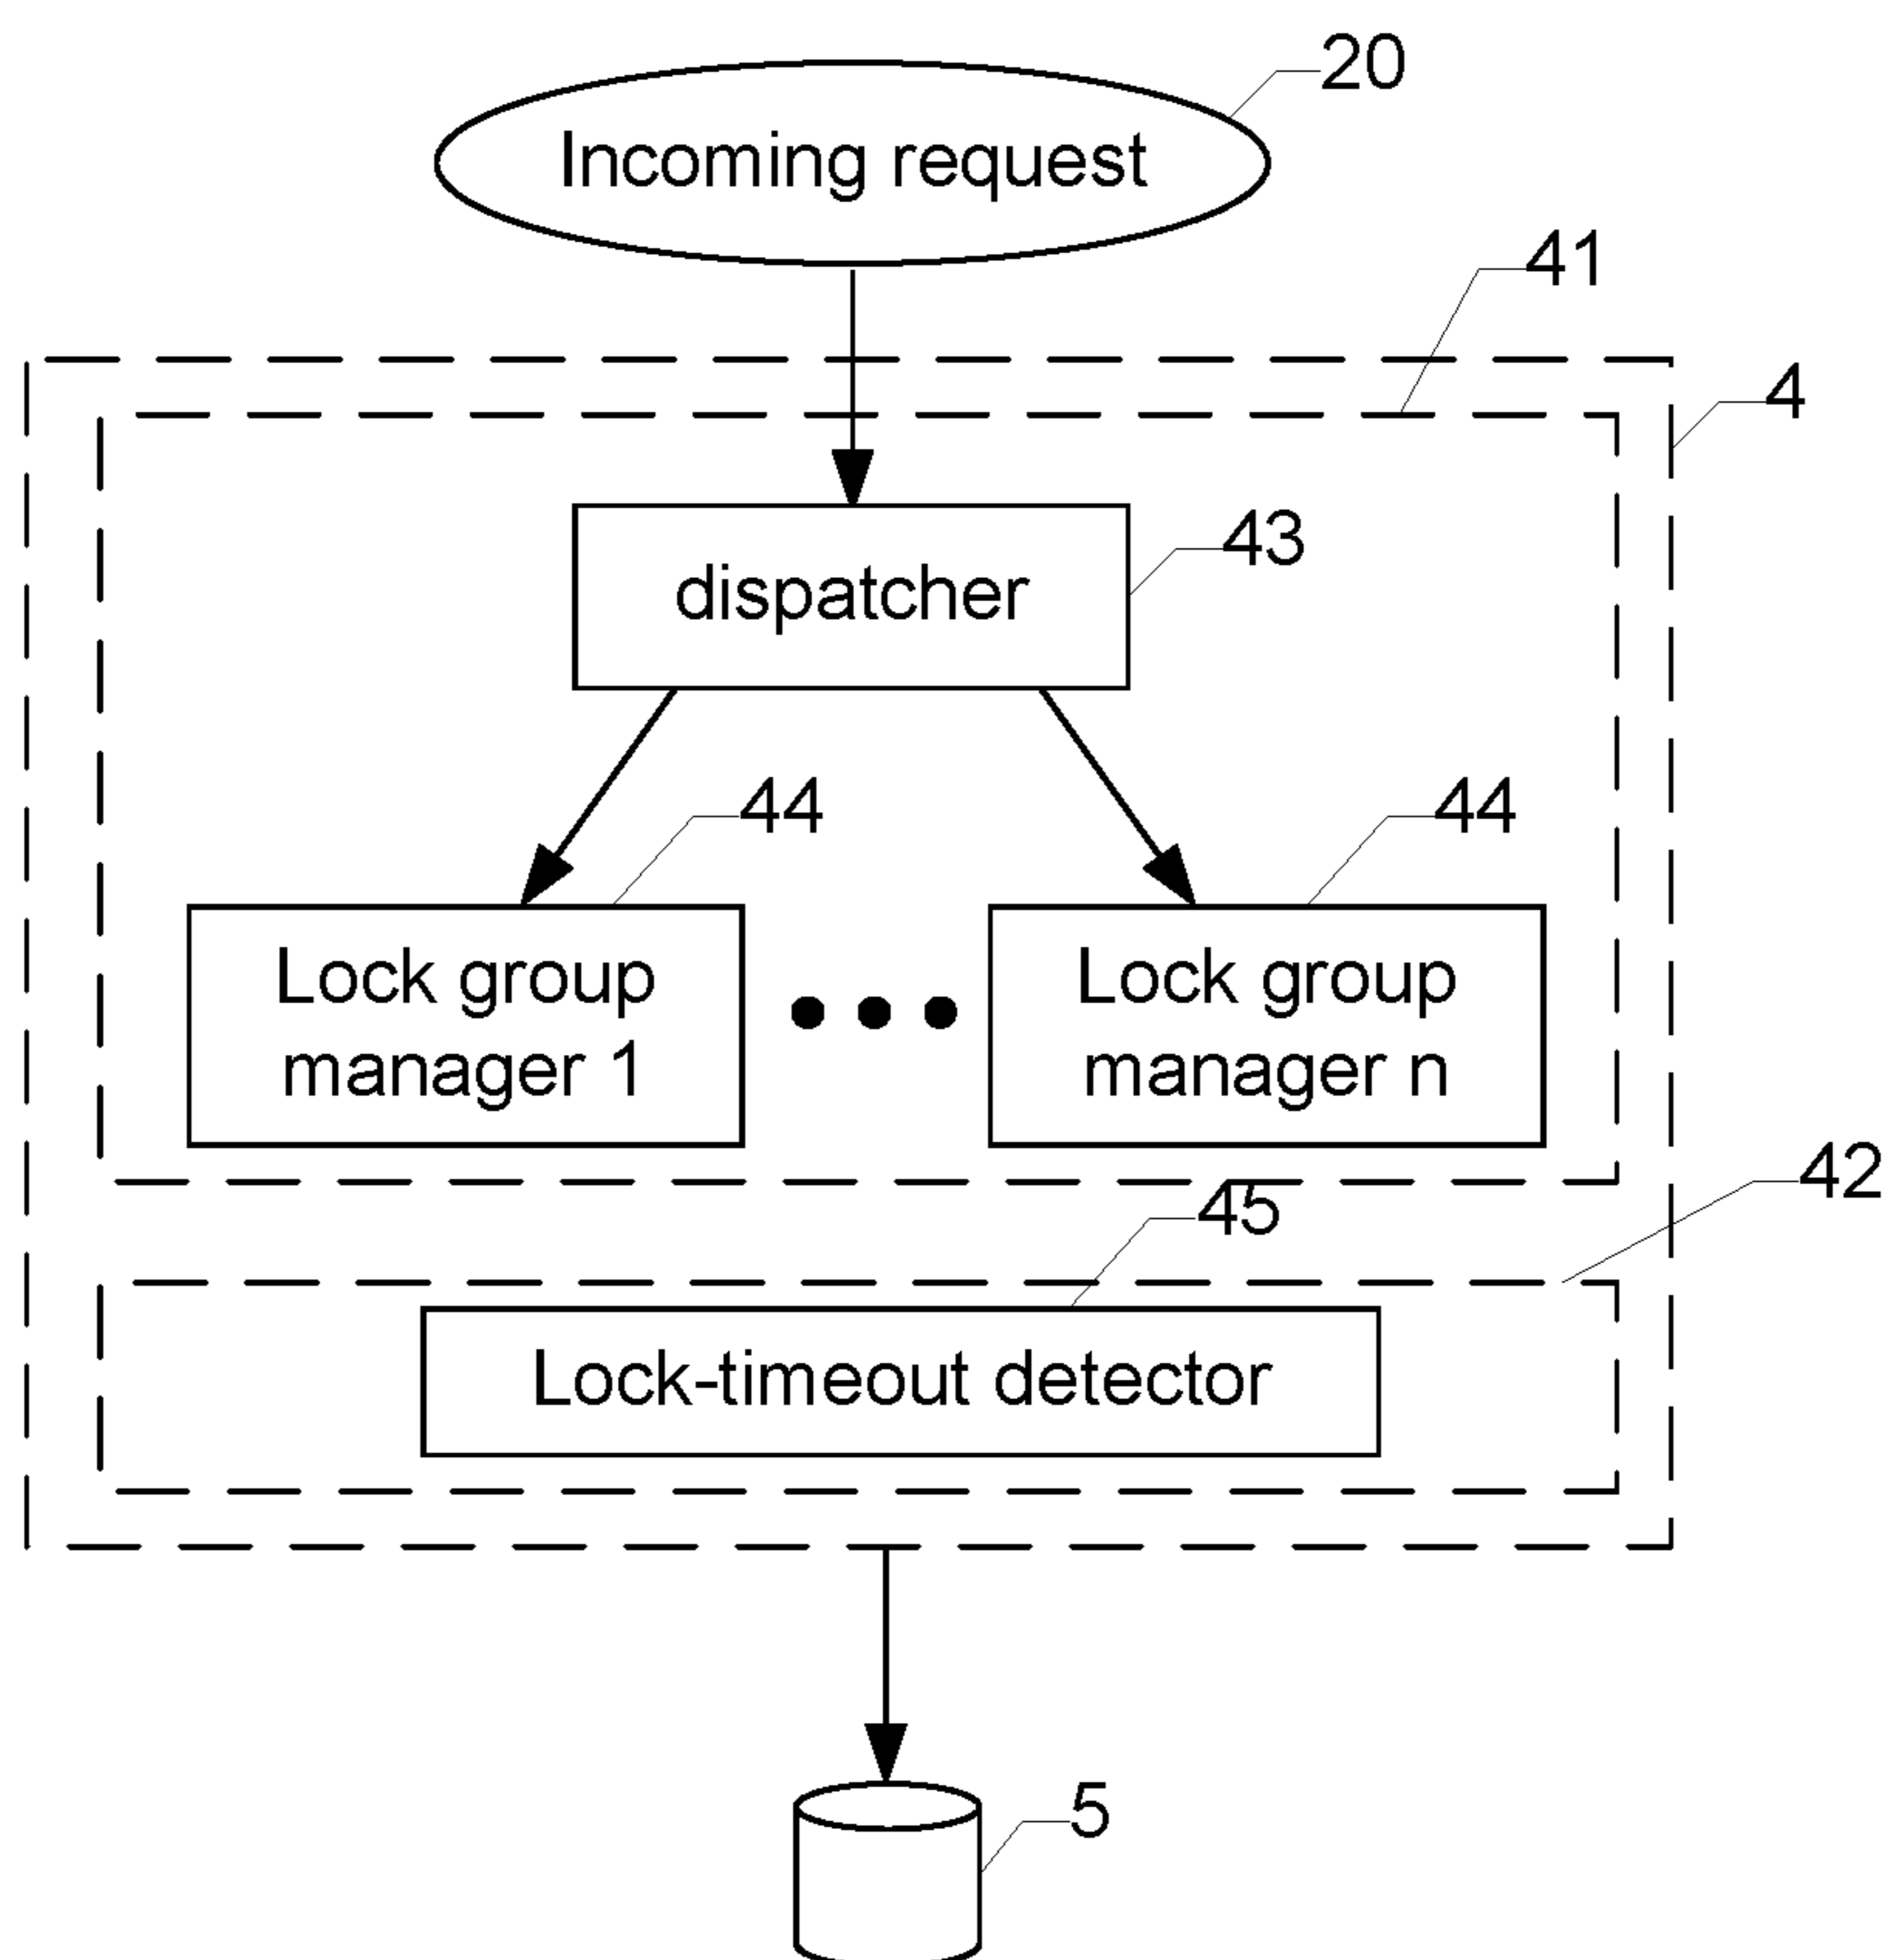 20
Incoming request
41
4
43
dispatcher
44
44
Lock group
manager 1
Lock group
manager n
42
45
Lock-timeout detector
5